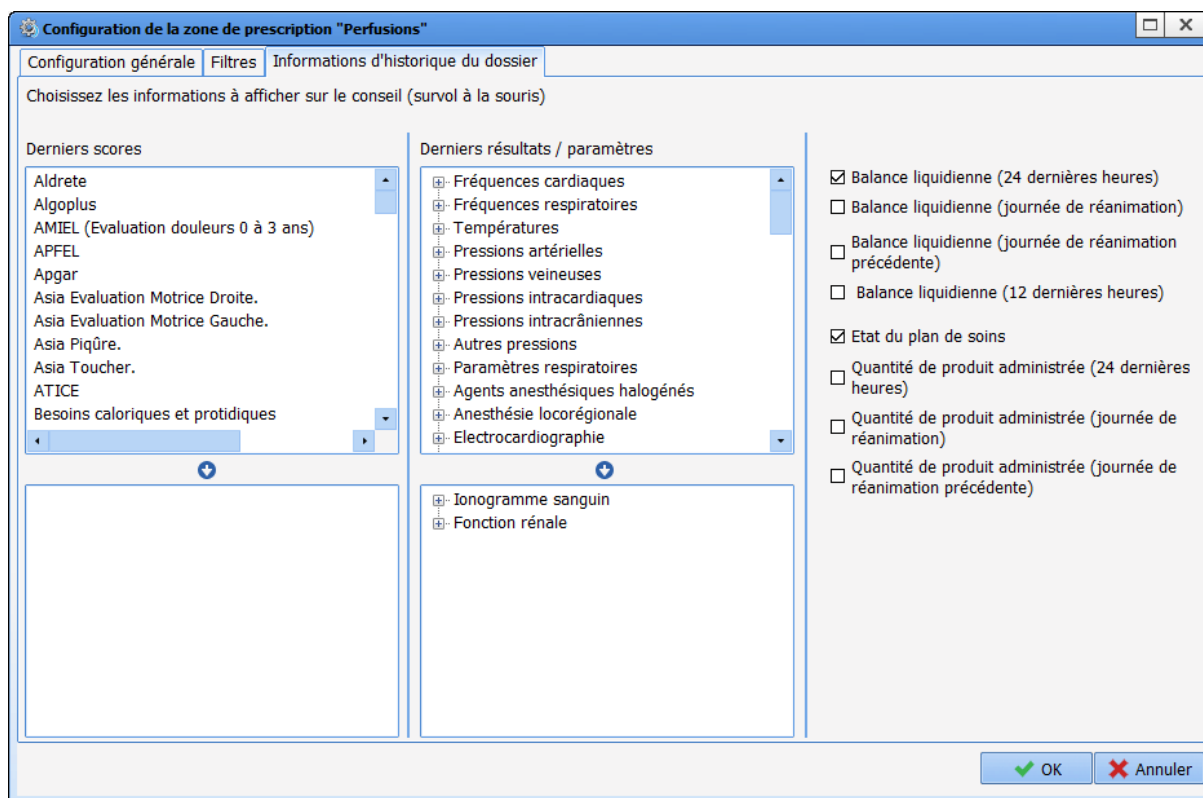 Configuration de la zone de prescription "Perfusions"
Configuration générale
Filtres
Informations d'historique du dossier
Choisissez les informations à afficher sur le conseil (survol à la souris)
Derniers scores
Aldrete
Algoplus
AMIEL (Evaluation douleurs 0 à 3 ans)
APFEL
Apgar
Asia Evaluation Motrice Droite.
Asia Evaluation Motrice Gauche.
Asia Piqûre.
Asia Toucher.
ATICE
Besoins caloriques et protidiques
Derniers résultats / paramètres
Fréquences cardiaques
Fréquences respiratoires
Températures
Pressions artérielles
Pressions veineuses
Pressions intracardiaques
Pressions intracrâniennes
Autres pressions
Paramètres respiratoires
Agents anesthésiques halogénés
Anesthésie locorégionale
Electrocardiographie
Ionogramme sanguin
Fonction rénale
Balance liquidienne (24 dernières heures)
Balance liquidienne (journée de réanimation)
Balance liquidienne (journée de réanimation
précédente)
Balance liquidienne (12 dernières heures)
Etat du plan de soins
Quantité de produit administrée (24 dernières
heures)
Quantité de produit administrée (journée de
réanimation)
Quantité de produit administrée (journée de
réanimation précédente)
OK
Annuler